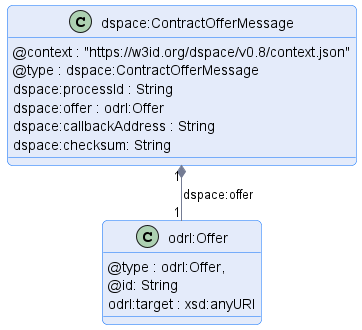 C dspace:ContractOfferMessage
@context : "https://w3id.org/dspace/v0.8/context.json"
@type : dspace:ContractOfferMessage
dspace:processId : String
dspace:offer : odrl:Offer
dspace:callbackAddress : String
dspace:checksum: String
1
dspace:offer
1
C odrl:Offer
@type : odrl:Offer,
@id: String
odrl:target : xsd:anyURI